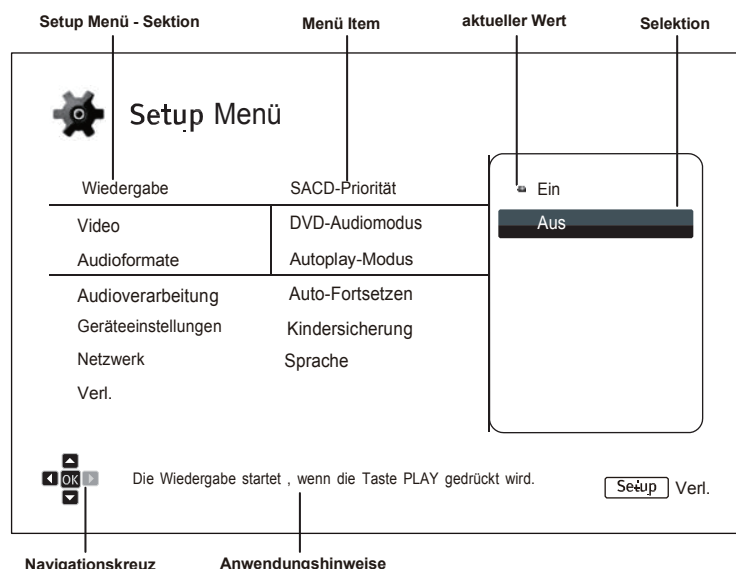 Setup Menü - Sektion
Menü Item
aktueller Wert
Selektion
Setup Menü
Wiedergabe
SACD-Priorität
Ein
Video
DVD-Audiomodus
Aus
Audioformate
Autoplay-Modus
Audioverarbeitung
Auto-Fortsetzen
Geräteeinstellungen
Kindersicherung
Netzwerk
Sprache
Verl.
OK
Die Wiedergabe startet , wenn die Taste PLAY gedrückt wird.
Setup Verl.
Navigationskreuz
Anwendungshinweise